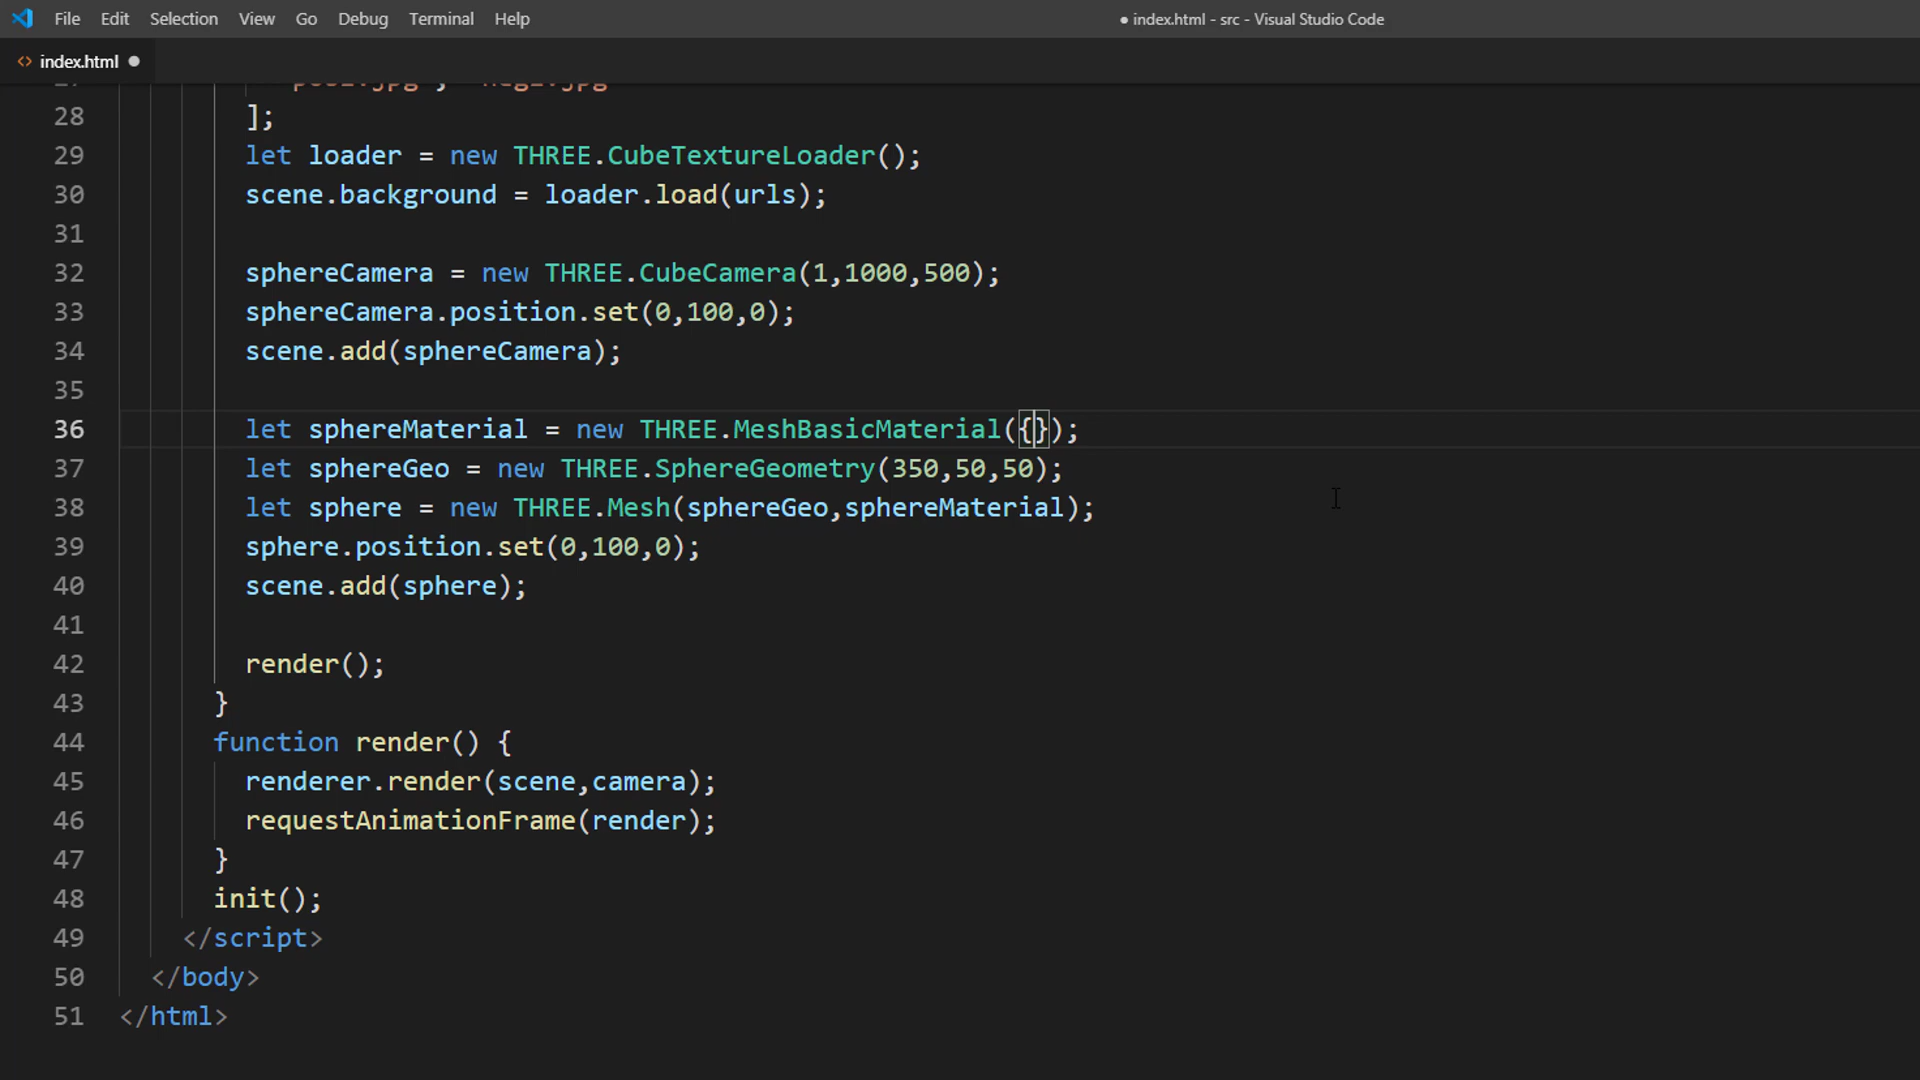 File Edit Selection View Go Debug Terminal Help
● index.html - src - Visual Studio Code
<> index.html ●
28 ];
29 let loader = new THREE.CubeTextureLoader();
30 scene.background = loader.load(urls);
31
32 sphereCamera = new THREE.CubeCamera(1,1000,500);
33 sphereCamera.position.set(0,100,0);
34 scene.add(sphereCamera);
35
36 let sphereMaterial = new THREE.MeshBasicMaterial({});
37 let sphereGeo = new THREE.SphereGeometry(350,50,50);
38 let sphere = new THREE.Mesh(sphereGeo,sphereMaterial);
39 sphere.position.set(0,100,0);
40 scene.add(sphere);
41
42 render();
43 }
44 function render() {
45 renderer.render(scene,camera);
46 requestAnimationFrame(render);
47 }
48 init();
49 </script>
50 </body>
51 </html>